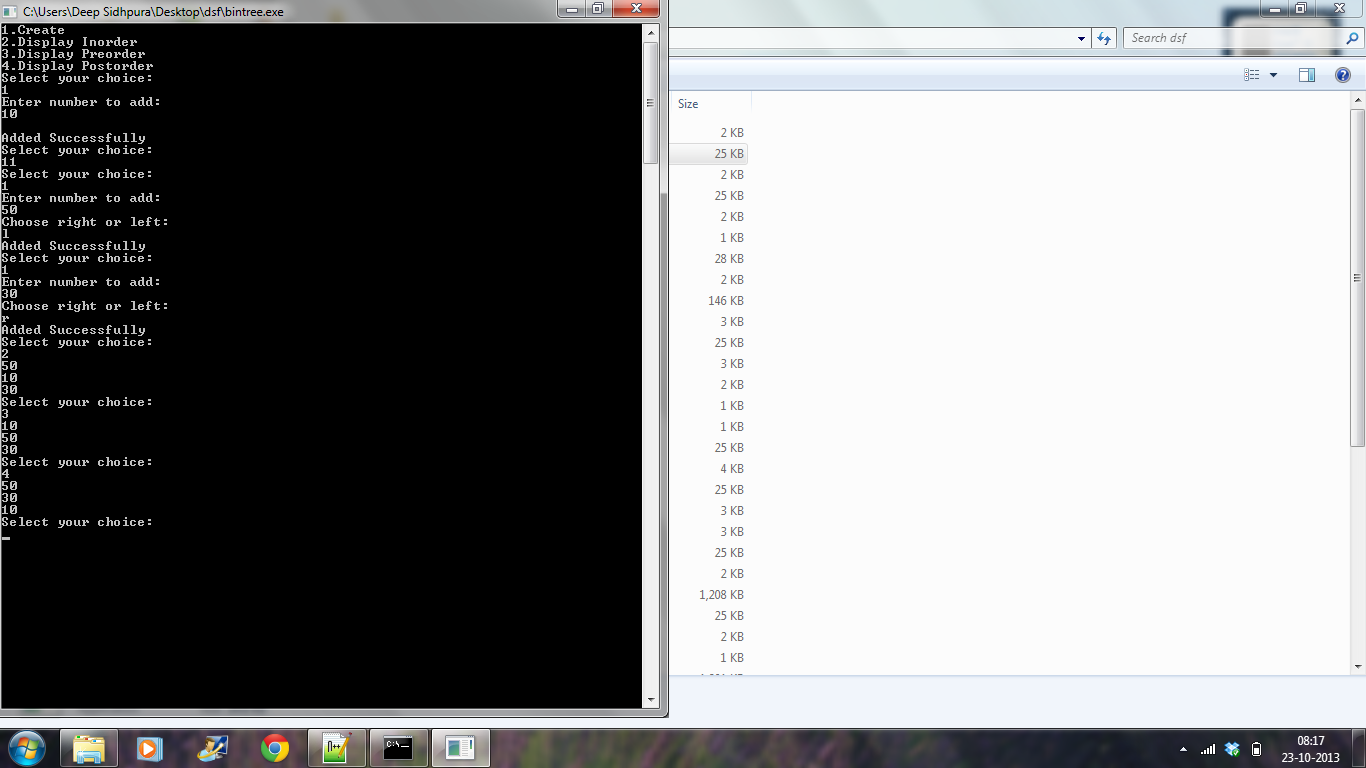 C:\Users\Deep Sidhpura\Desktop\dsf\bintree.exe
1.Create
2.Display Inorder
3.Display Preorder
4.Display Postorder
Select your choice:
1
Enter number to add:
10
Added Successfully
Select your choice:
11
Select your choice:
1
Enter number to add:
50
Choose right or left:
l
Added Successfully
Select your choice:
1
Enter number to add:
30
Choose right or left:
r
Added Successfully
Select your choice:
2
50
10
30
Select your choice:
3
10
50
30
Select your choice:
4
50
30
10
Select your choice:
Search dsf
Size
2 KB
25 KB
2 KB
25 KB
2 KB
1 KB
28 KB
2 KB
146 KB
3 KB
25 KB
3 KB
2 KB
1 KB
1 KB
25 KB
4 KB
25 KB
3 KB
3 KB
25 KB
2 KB
1,208 KB
25 KB
2 KB
1 KB
08:17
23-10-2013